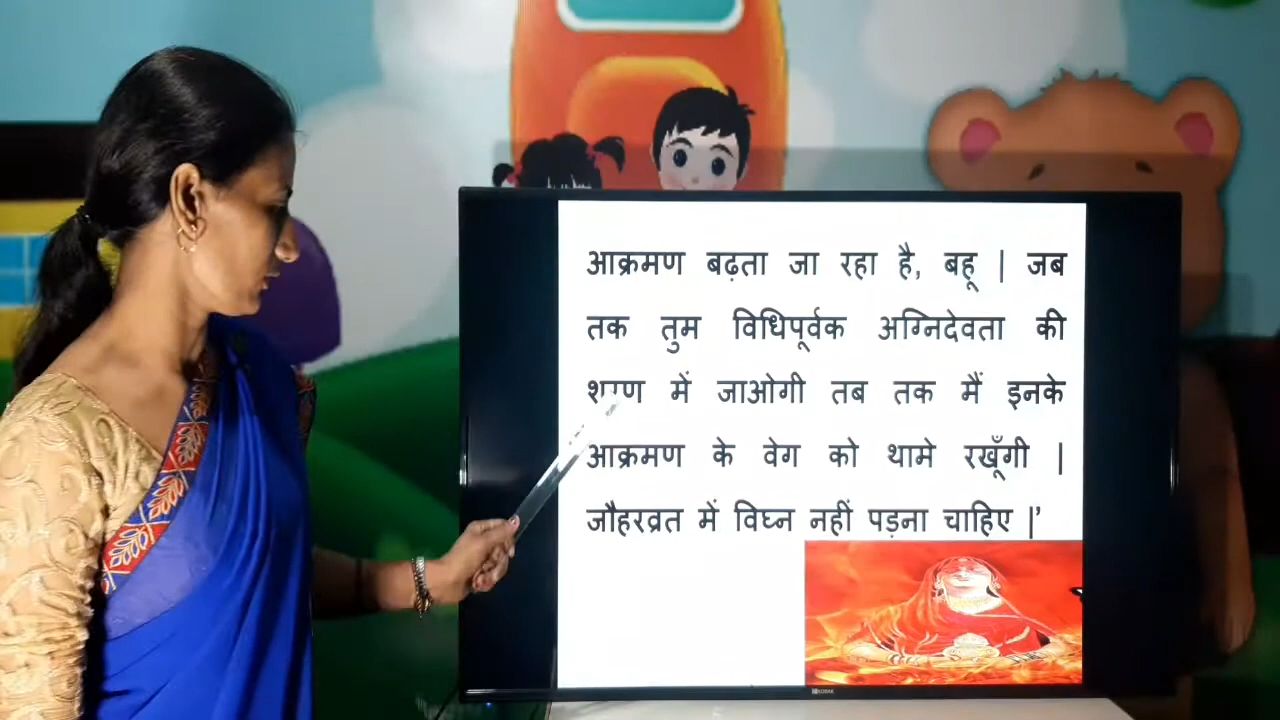 आक्रमण बढ़ता जा रहा है, बहू | जब
तक तुम विधिपूर्वक अग्निदेवता की
शरण में जाओगी तब तक मैं इनके
आक्रमण के वेग को थामे रखूँगी |
जौहरव्रत में विघ्न नहीं पड़ना चाहिए |’
KODAK